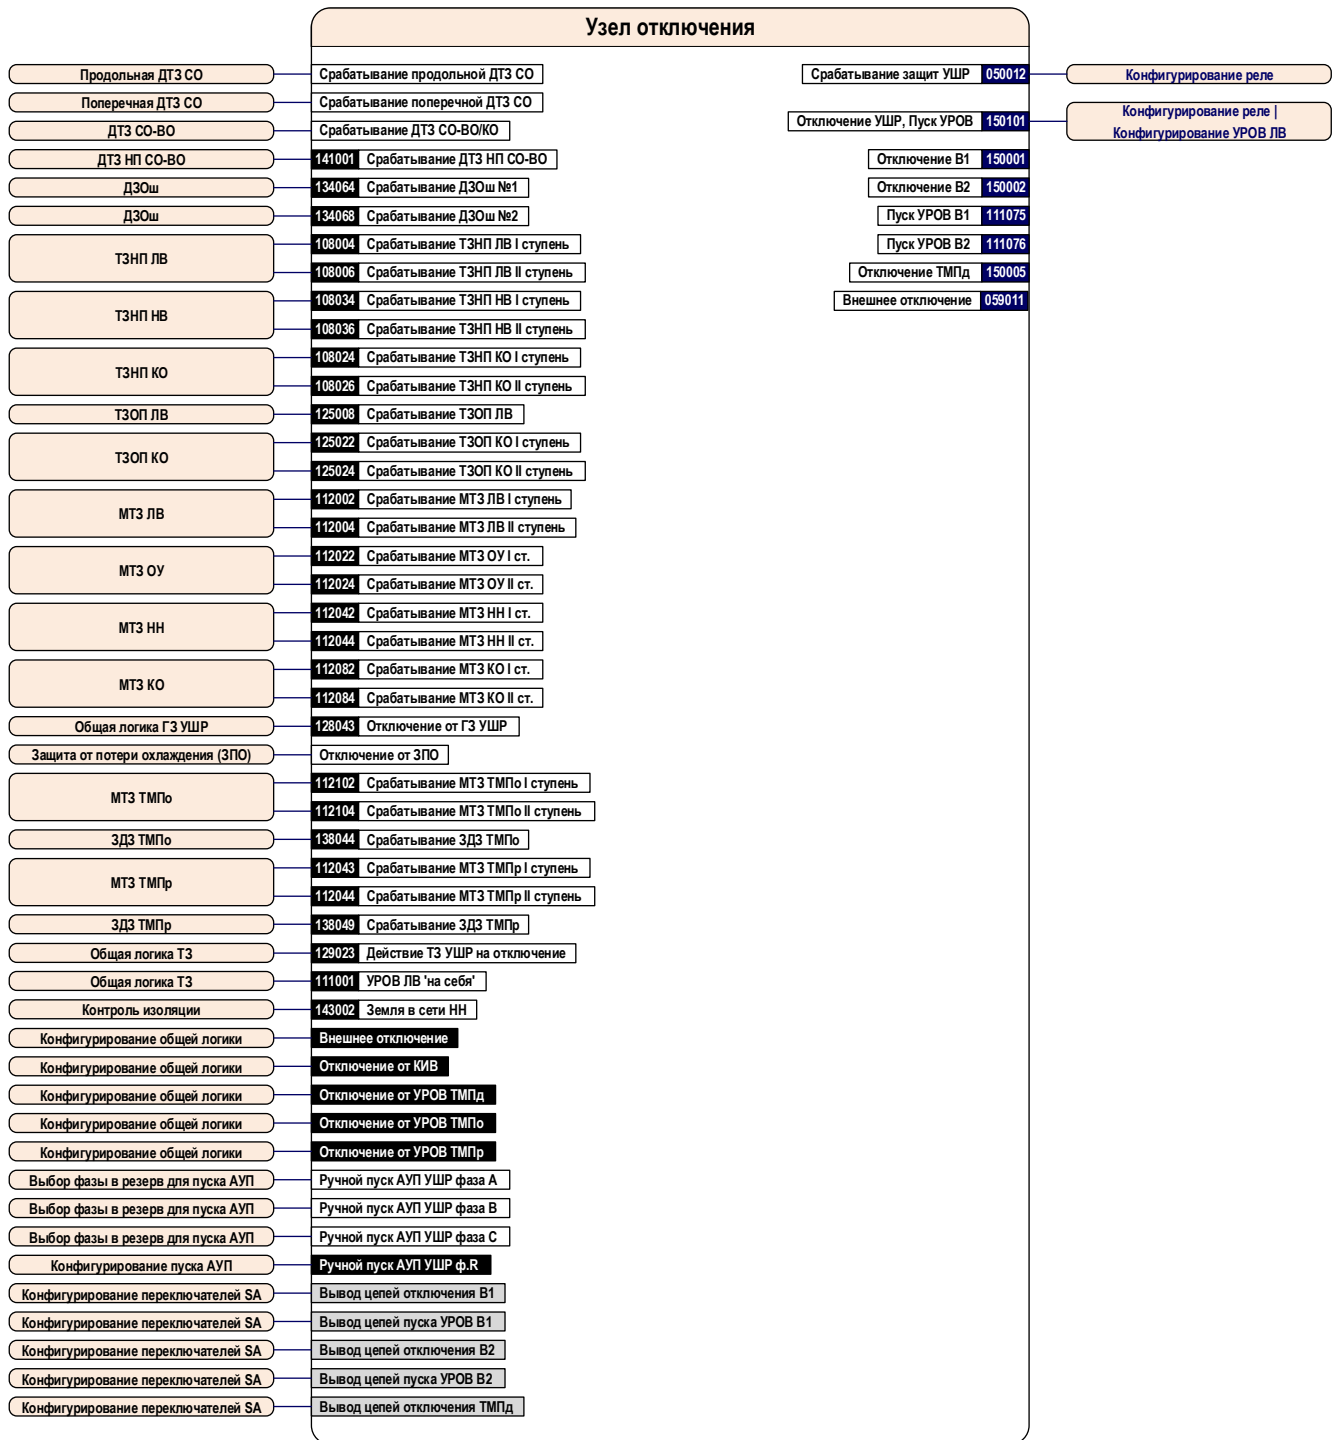 Узел отключения
Продольная ДТЗ СО
Срабатывание продольной ДТЗ СО
Срабатывание защит УШР 050012
Конфигурирование реле
Поперечная ДТЗ СО
Срабатывание поперечной ДТЗ СО
Отключение УШР, Пуск УРОВ 150101
Конфигурирование реле |
Конфигурирование УРОВ ЛВ
ДТЗ СО-ВО
Срабатывание ДТЗ СО-ВО/КО
ДТЗ НП СО-ВО
141001 Срабатывание ДТЗ НП СО-ВО
Отключение В1 150001
ДЗОш
134064 Срабатывание ДЗОш №1
Отключение В2 150002
ДЗОш
134068 Срабатывание ДЗОш №2
Пуск УРОВ В1 111075
ТЗНП ЛВ
108004 Срабатывание ТЗНП ЛВ I ступень
Пуск УРОВ В2 111076
108006 Срабатывание ТЗНП ЛВ II ступень
Отключение ТМПд 150005
ТЗНП НВ
108034 Срабатывание ТЗНП НВ I ступень
Внешнее отключение 059011
108036 Срабатывание ТЗНП НВ II ступень
ТЗНП КО
108024 Срабатывание ТЗНП КО I ступень
108026 Срабатывание ТЗНП КО II ступень
ТЗОП ЛВ
125008 Срабатывание ТЗОП ЛВ
ТЗОП КО
125022 Срабатывание ТЗОП КО I ступень
125024 Срабатывание ТЗОП КО II ступень
МТЗ ЛВ
112002 Срабатывание МТЗ ЛВ I ступень
112004 Срабатывание МТЗ ЛВ II ступень
МТЗ ОУ
112022 Срабатывание МТЗ ОУ I ст.
112024 Срабатывание МТЗ ОУ II ст.
МТЗ НН
112042 Срабатывание МТЗ НН I ст.
112044 Срабатывание МТЗ НН II ст.
МТЗ КО
112082 Срабатывание МТЗ КО I ст.
112084 Срабатывание МТЗ КО II ст.
Общая логика ГЗ УШР
128043 Отключение от ГЗ УШР
Защита от потери охлаждения (ЗПО)
Отключение от ЗПО
МТЗ ТМПо
112102 Срабатывание МТЗ ТМПо I ступень
112104 Срабатывание МТЗ ТМПо II ступень
ЗДЗ ТМПо
138044 Срабатывание ЗДЗ ТМПо
МТЗ ТМПр
112043 Срабатывание МТЗ ТМПр I ступень
112044 Срабатывание МТЗ ТМПр II ступень
ЗДЗ ТМПр
138049 Срабатывание ЗДЗ ТМПр
Общая логика ТЗ
129023 Действие ТЗ УШР на отключение
Общая логика ТЗ
111001 УРОВ ЛВ 'на себя'
Контроль изоляции
143002 Земля в сети НН
Конфигурирование общей логики
Внешнее отключение
Конфигурирование общей логики
Отключение от КИВ
Конфигурирование общей логики
Отключение от УРОВ ТМПд
Конфигурирование общей логики
Отключение от УРОВ ТМПо
Конфигурирование общей логики
Отключение от УРОВ ТМПр
Выбор фазы в резерв для пуска АУП
Ручной пуск АУП УШР фаза А
Выбор фазы в резерв для пуска АУП
Ручной пуск АУП УШР фаза В
Выбор фазы в резерв для пуска АУП
Ручной пуск АУП УШР фаза С
Конфигурирование пуска АУП
Ручной пуск АУП УШР ф.R
Конфигурирование переключателей SA
Вывод цепей отключения В1
Конфигурирование переключателей SA
Вывод цепей пуска УРОВ В1
Конфигурирование переключателей SA
Вывод цепей отключения В2
Конфигурирование переключателей SA
Вывод цепей пуска УРОВ В2
Конфигурирование переключателей SA
Вывод цепей отключения ТМПд